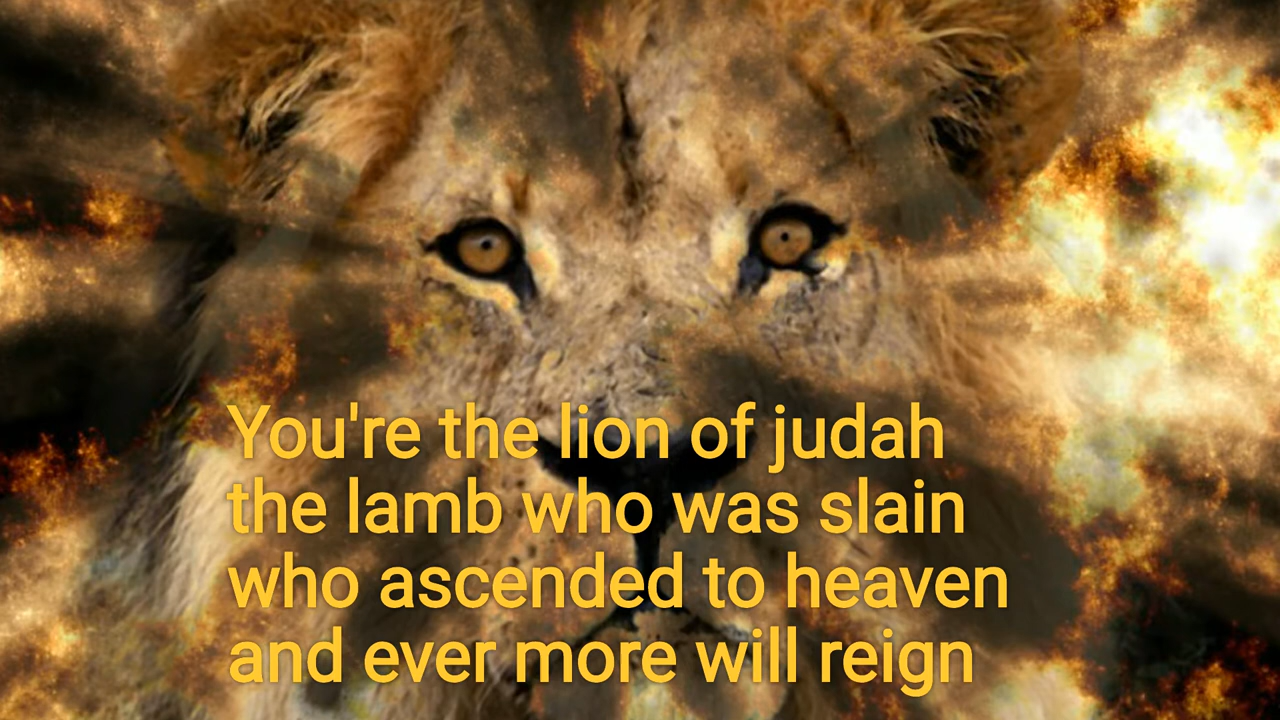 You're the lion of judah
the lamb who was slain
who ascended to heaven
and ever more will reign